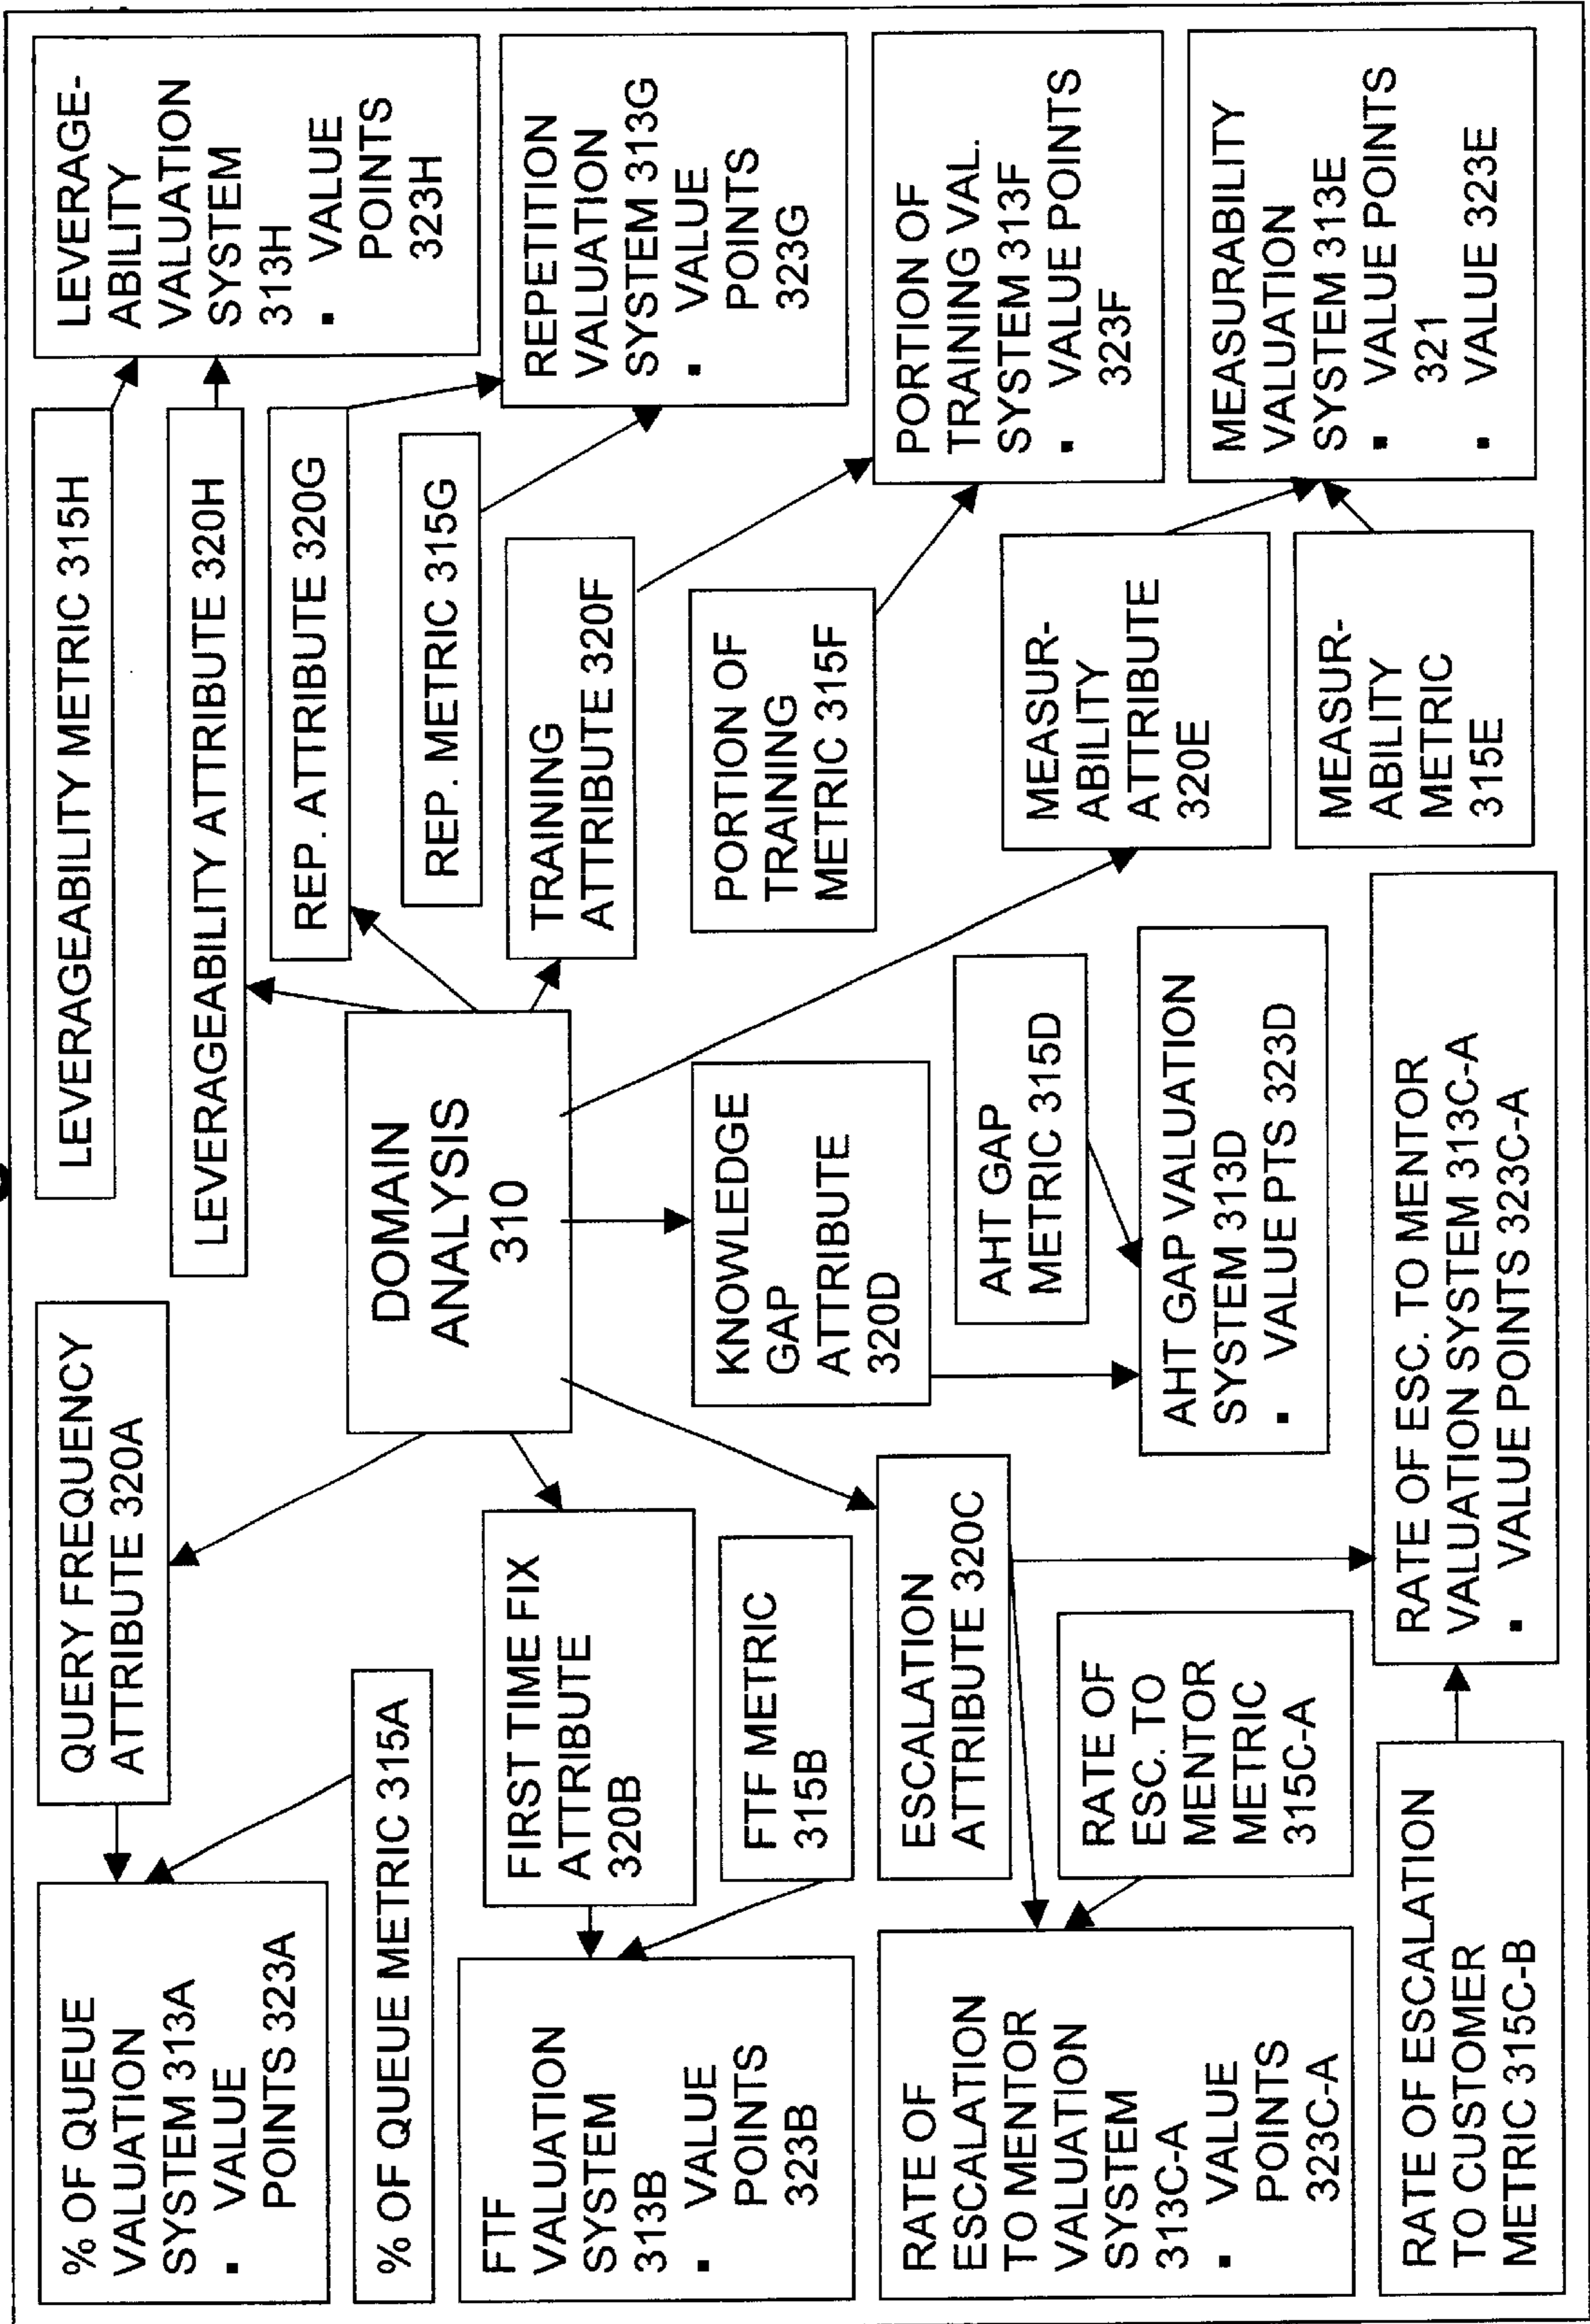 % OF QUEUE
VALUATION
SYSTEM 313A
▪ VALUE
POINTS 323A
QUERY FREQUENCY
ATTRIBUTE 320A
LEVERAGEABILITY METRIC 315H
LEVERAGE-
ABILITY
VALUATION
SYSTEM
313H
▪ VALUE
POINTS
323H
LEVERAGEABILITY ATTRIBUTE 320H
% OF QUEUE METRIC 315A
DOMAIN
ANALYSIS
310
REP. ATTRIBUTE 320G
REP. METRIC 315G
REPETITION
VALUATION
SYSTEM 313G
▪ VALUE
POINTS
323G
FTF
VALUATION
SYSTEM
313B
▪ VALUE
POINTS
323B
FIRST TIME FIX
ATTRIBUTE
320B
FTF METRIC
315B
TRAINING
ATTRIBUTE 320F
KNOWLEDGE
GAP
ATTRIBUTE
320D
PORTION OF
TRAINING
METRIC 315F
PORTION OF
TRAINING VAL.
SYSTEM 313F
▪ VALUE POINTS
323F
RATE OF
ESCALATION
TO MENTOR
VALUATION
SYSTEM
313C-A
▪ VALUE
POINTS
323C-A
ESCALATION
ATTRIBUTE 320C
RATE OF
ESC. TO
MENTOR
METRIC
315C-A
AHT GAP
METRIC 315D
AHT GAP VALUATION
SYSTEM 313D
▪ VALUE PTS 323D
MEASUR-
ABILITY
ATTRIBUTE
320E
MEASUR-
ABILITY
METRIC
315E
MEASURABILITY
VALUATION
SYSTEM 313E
▪ VALUE POINTS
321
▪ VALUE 323E
RATE OF ESCALATION
TO CUSTOMER
METRIC 315C-B
RATE OF ESC. TO MENTOR
VALUATION SYSTEM 313C-A
▪ VALUE POINTS 323C-A